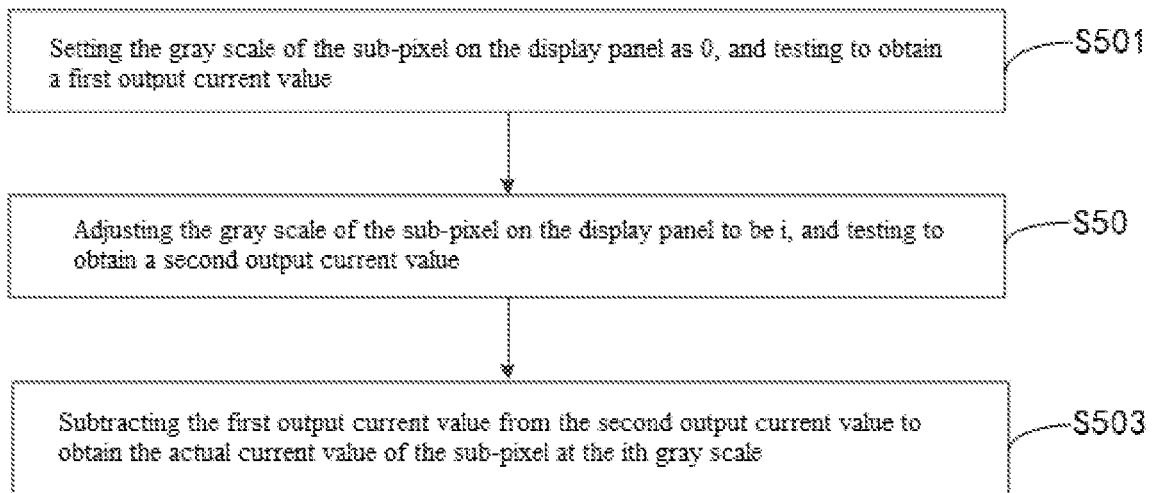 Setting the gray scale of the sub-pixel on the display panel as 0, and testing to obtain
a first output current value
S501
Adjusting the gray scale of the sub-pixel on the display panel to be i, and testing to
obtain a second output current value
S50
Subtracting the first output current value from the second output current value to
obtain the actual current value of the sub-pixel at the ith gray scale
S503